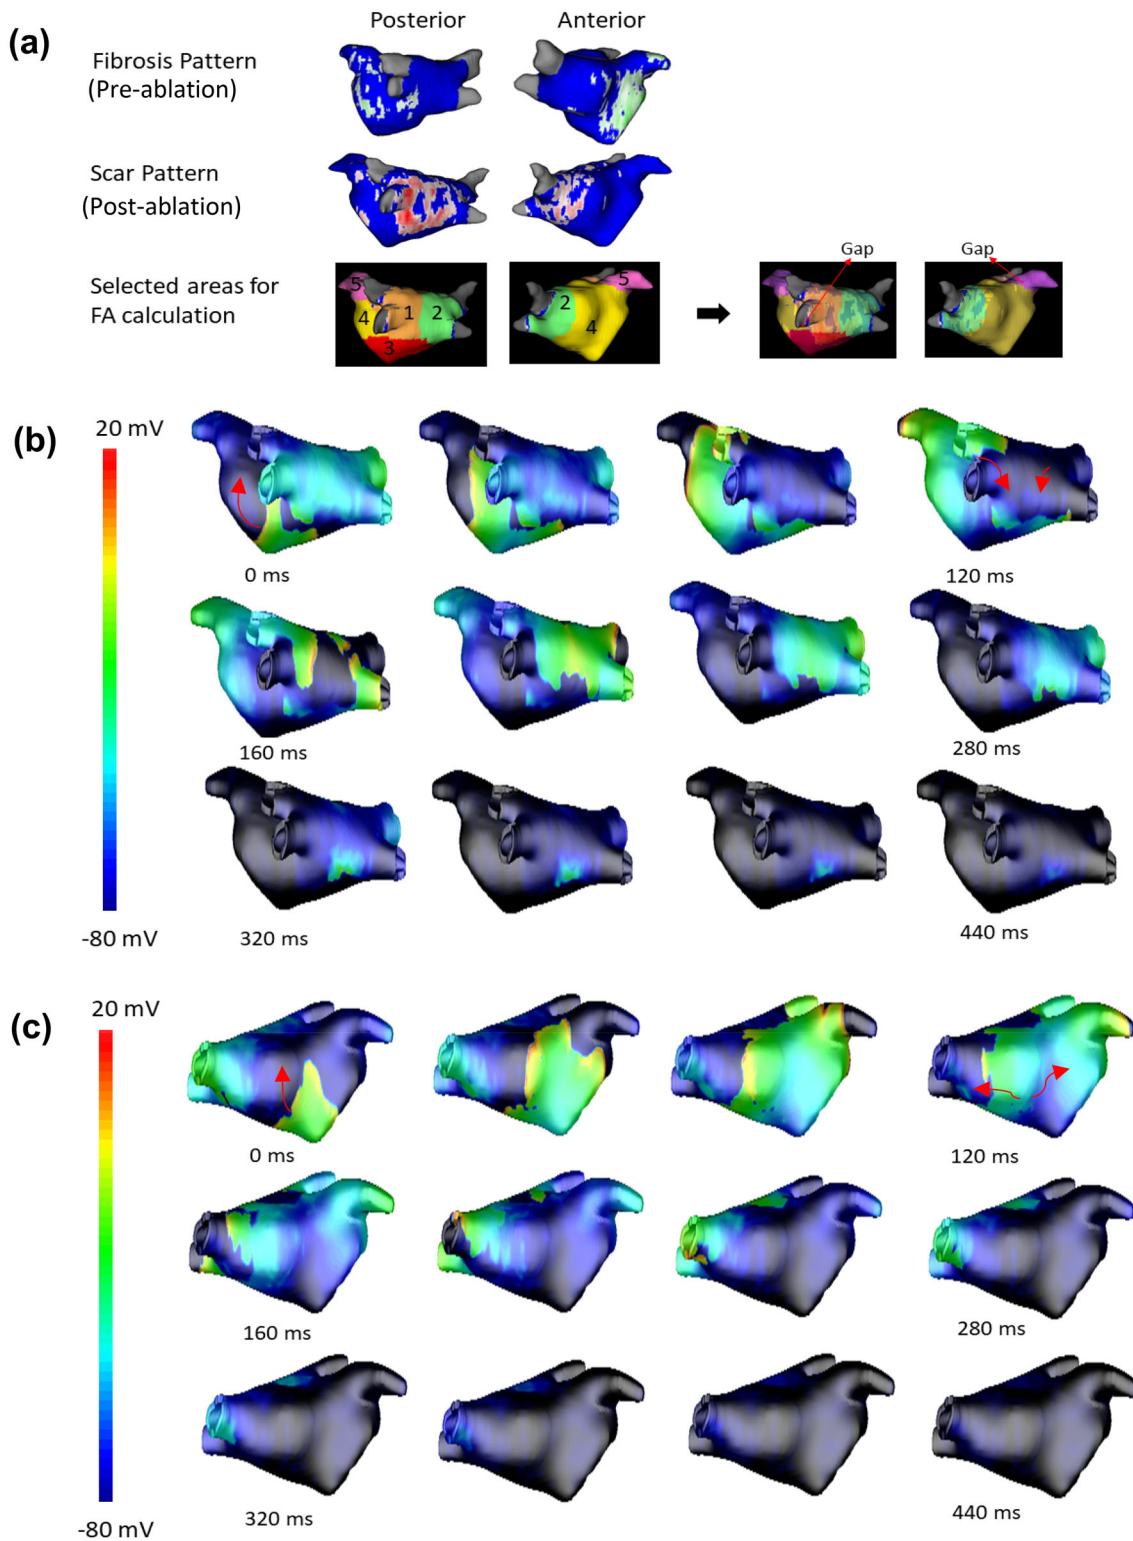 (a)
Posterior Anterior
Fibrosis Pattern
(Pre-ablation)
Scar Pattern
(Post-ablation)
Gap Gap
Selected areas for
FA calculation
5 4 1 2 3
2 5 4
(b)
20 mV
-80 mV
0 ms 120 ms
160 ms 280 ms
320 ms 440 ms
(c)
20 mV
-80 mV
0 ms 120 ms
160 ms 280 ms
320 ms 440 ms